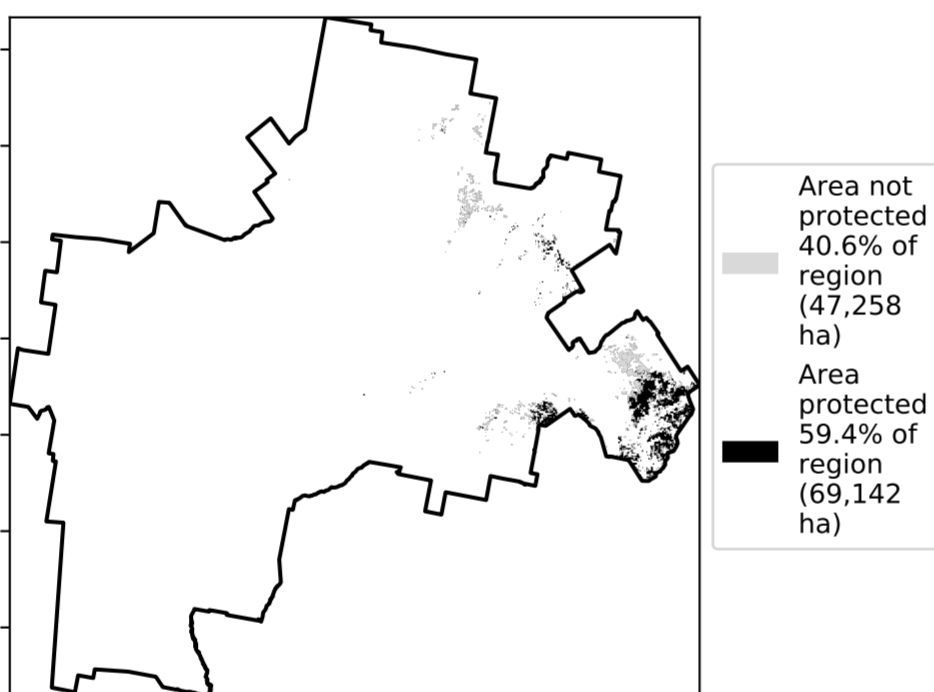 Area not
protected
40.6% of
region
(47,258
ha)
Area
protected
59.4% of
region
(69,142
ha)